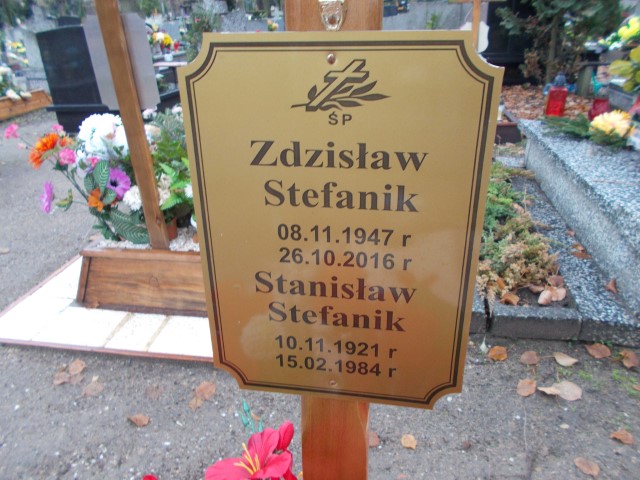 ŚP
Zdzisław
Stefanik
08.11.1947 r
26.10.2016 r
Stanisław
Stefanik
10.11.1921 r
15.02.1984 r